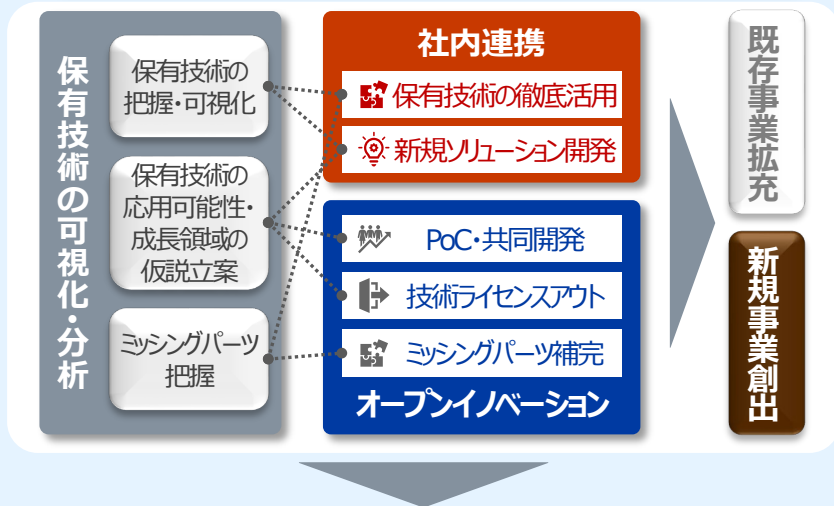 保有技術の可視化・分析
保有技術の
把握・可視化
保有技術の
応用可能性・
成長領域の
仮説立案
ミッシングパーツ
把握
社内連携
保有技術の徹底活用
新規ソリューション開発
PoC・共同開発
技術ライセンスアウト
ミッシングパーツ補完
オープンイノベーション
既存事業拡充
新規事業創出